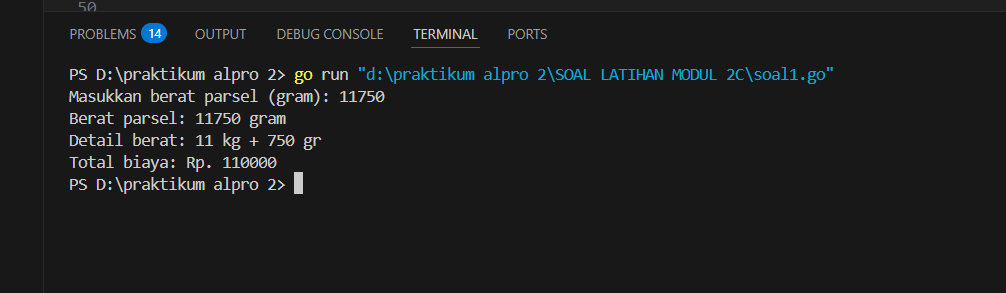 50
PROBLEMS 14 OUTPUT DEBUG CONSOLE TERMINAL PORTS
PS D:\praktikum alpro 2> go run "d:\praktikum alpro 2\SOAL LATIHAN MODUL 2C\soal1.go"
Masukkan berat parsel (gram): 11750
Berat parsel: 11750 gram
Detail berat: 11 kg + 750 gr
Total biaya: Rp. 110000
PS D:\praktikum alpro 2>